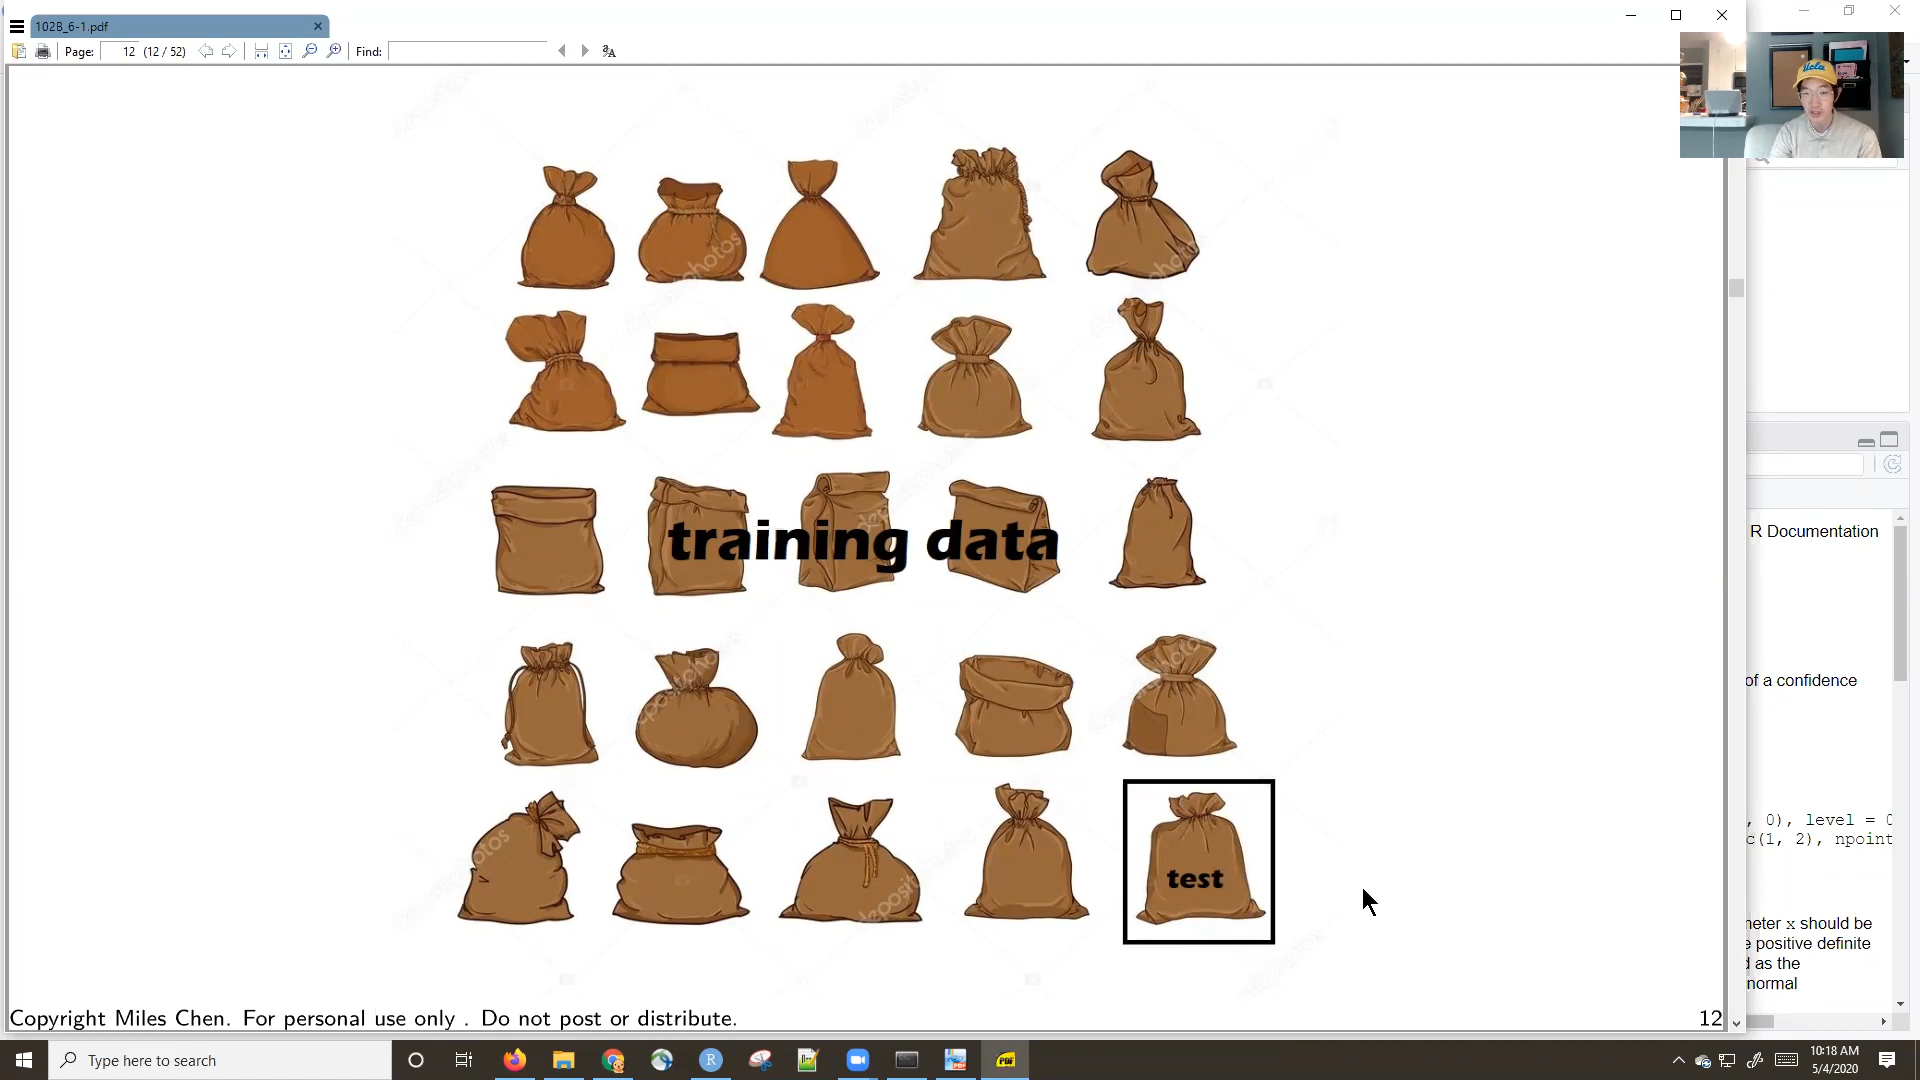 102B_6-1.pdf
Page: 12 (12 / 52) Find:
Ucla
training data
test
R Documentation
of a confidence
, 0), level = 0
c(1, 2), npoint
neter x should be
e positive definite
d as the
normal
Copyright Miles Chen. For personal use only . Do not post or distribute.
12
Type here to search
10:18 AM
5/4/2020